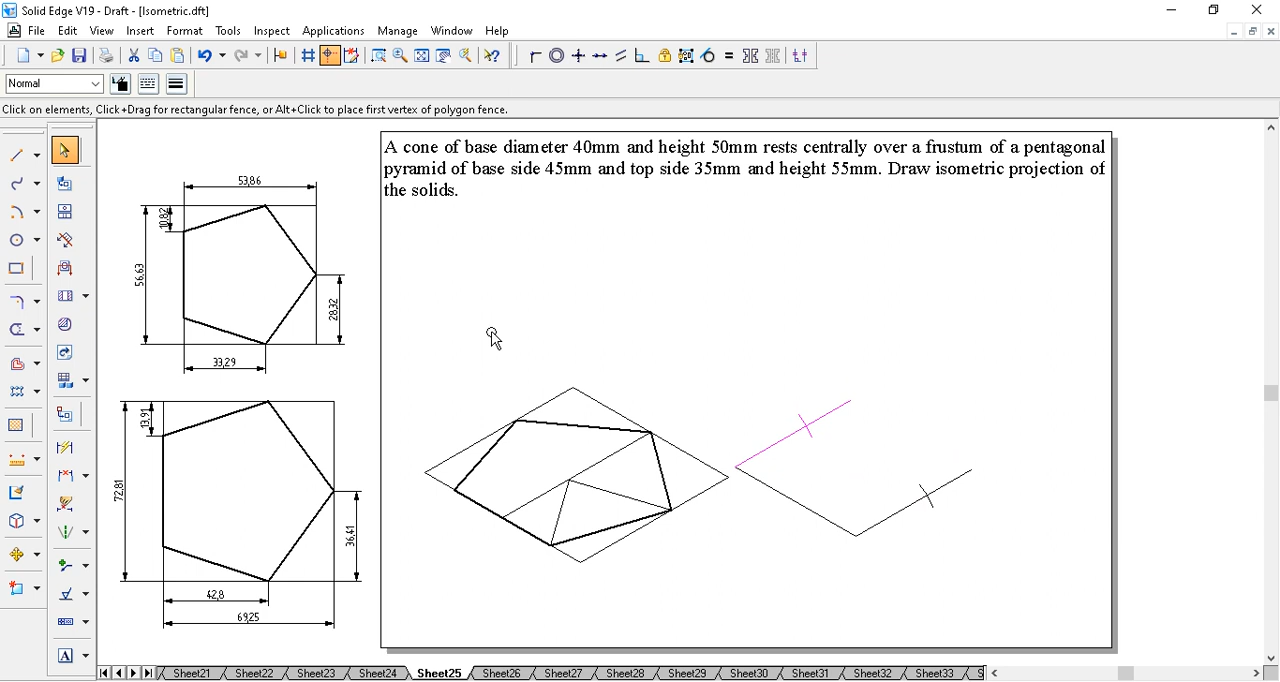 Solid Edge V19 - Draft - [Isometric.dft]
File Edit View Insert Format Tools Inspect Applications Manage Window Help
Normal
Click on elements, Click+Drag for rectangular fence, or Alt+Click to place first vertex of polygon fence.
A cone of base diameter 40mm and height 50mm rests centrally over a frustum of a pentagonal
pyramid of base side 45mm and top side 35mm and height 55mm. Draw isometric projection of
the solids.
53,86
10,82
56,63
28,32
33,29
13,91
72,81
36,41
42,8
69,25
A
Sheet21 Sheet22 Sheet23 Sheet24 Sheet25 Sheet26 Sheet27 Sheet28 Sheet29 Sheet30 Sheet31 Sheet32 Sheet33 S